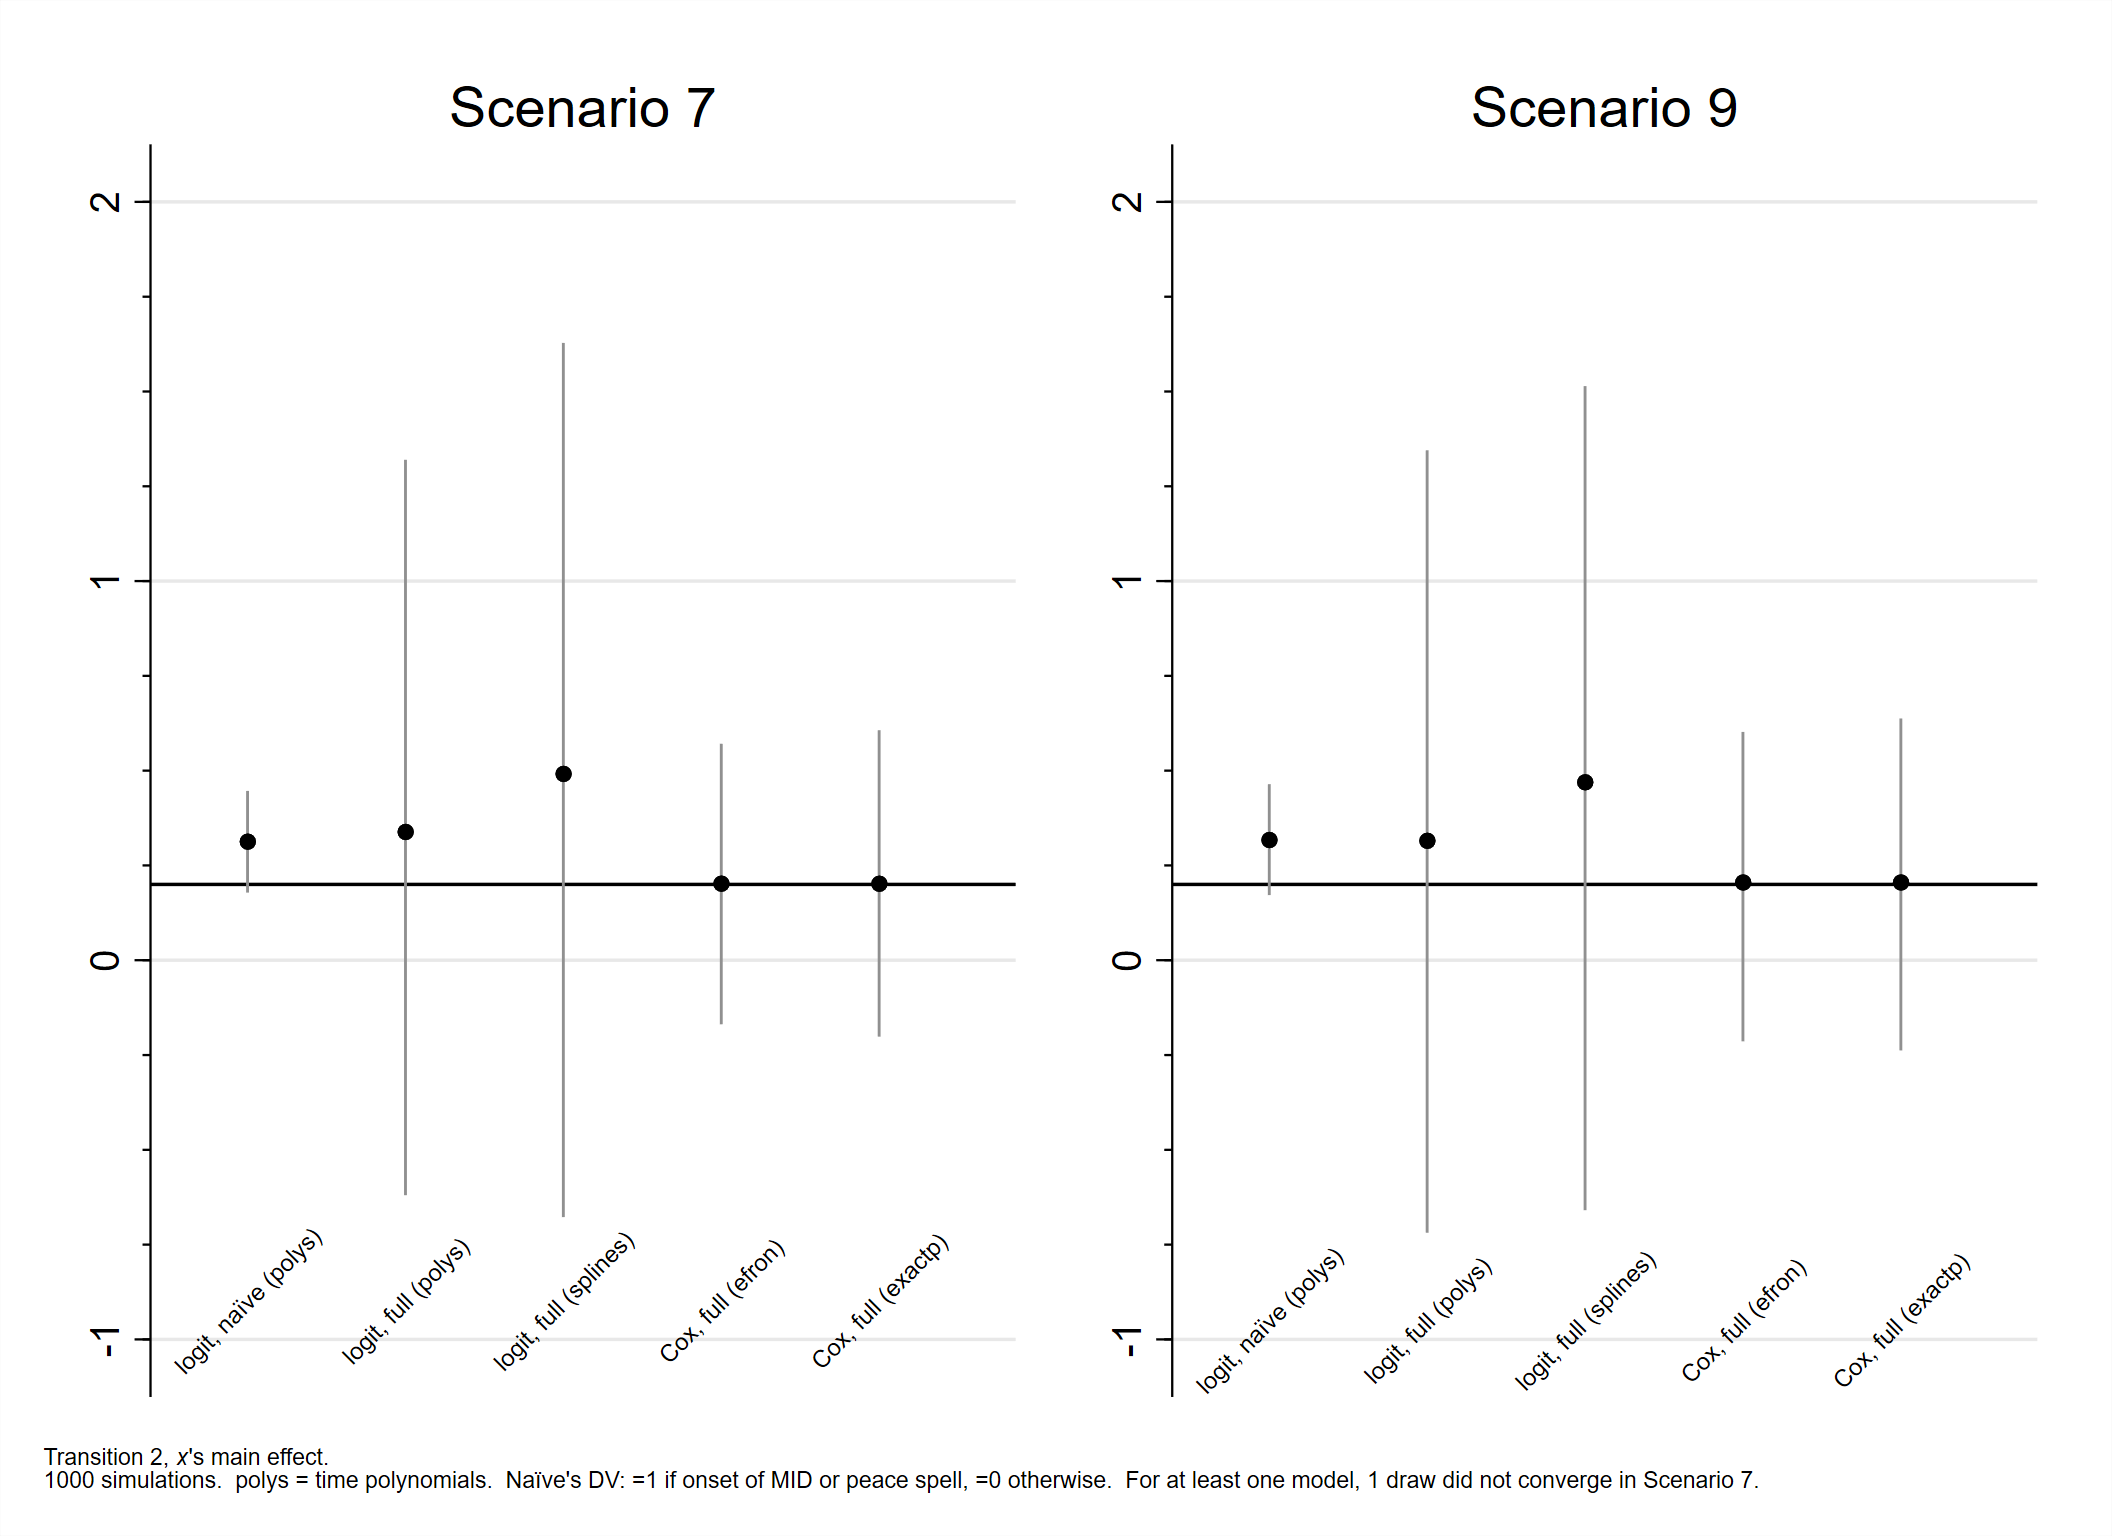 Scenario 7
2
1
0
-1
logit, naïve (polys)
logit, full (polys)
logit, full (splines)
Cox, full (efron)
Cox, full (exactp)
Scenario 9
2
1
0
-1
logit, naïve (polys)
logit, full (polys)
logit, full (splines)
Cox, full (efron)
Cox, full (exactp)
Transition 2, x's main effect.
1000 simulations.  polys = time polynomials.  Naïve's DV: =1 if onset of MID or peace spell, =0 otherwise.  For at least one model, 1 draw did not converge in Scenario 7.